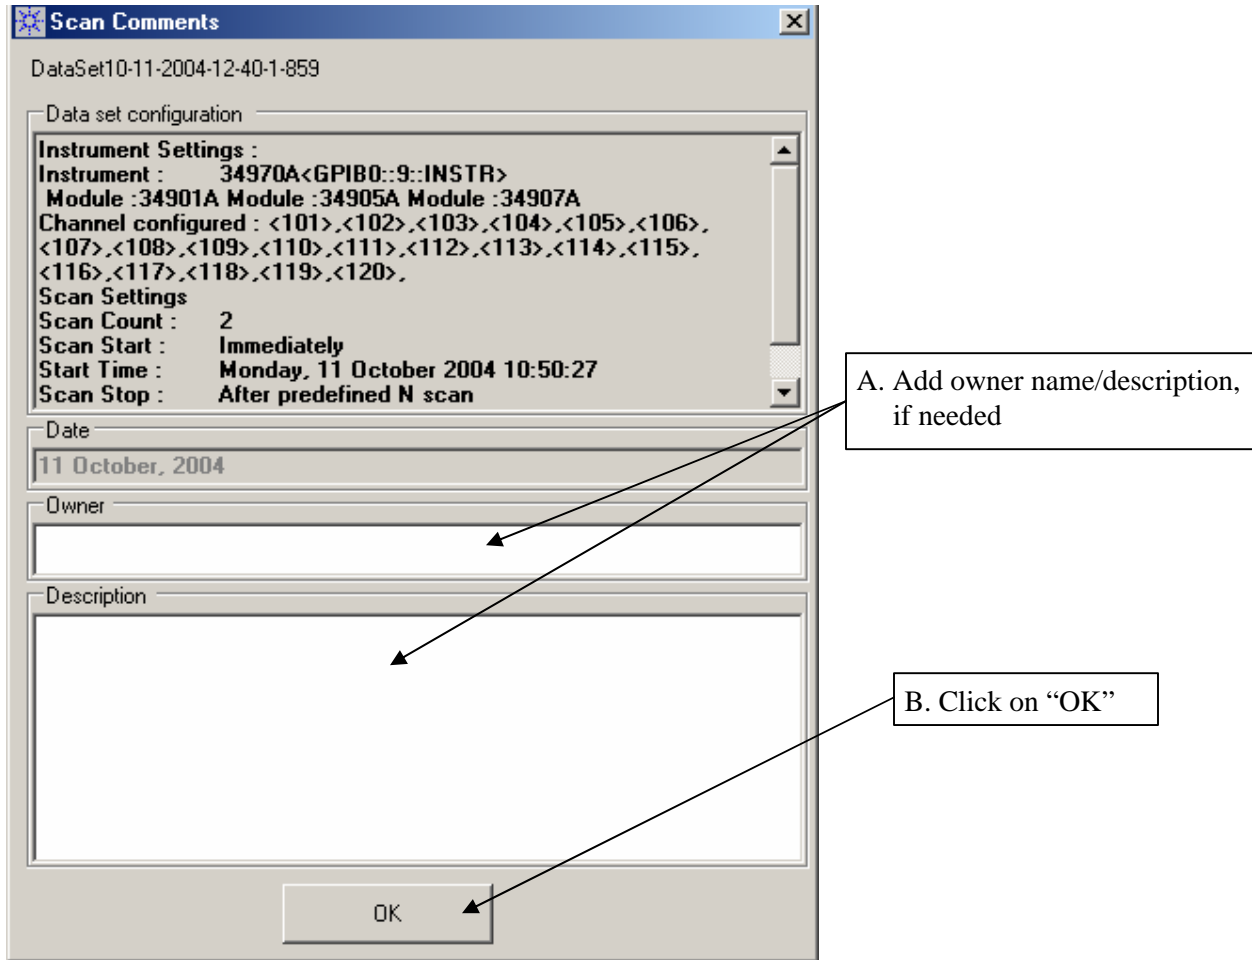 Scan Comments
DataSet10-11-2004-12-40-1-859
Data set configuration
Instrument Settings :
Instrument : 34970A<GPIB0::9::INSTR>
Module :34901A Module :34905A Module :34907A
Channel configured : <101>,<102>,<103>,<104>,<105>,<106>,
<107>,<108>,<109>,<110>,<111>,<112>,<113>,<114>,<115>,
<116>,<117>,<118>,<119>,<120>,
Scan Settings
Scan Count : 2
Scan Start : Immediately
Start Time : Monday, 11 October 2004 10:50:27
Scan Stop : After predefined N scan
Date
11 October, 2004
Owner
Description
OK
A. Add owner name/description,
if needed
B. Click on “OK”